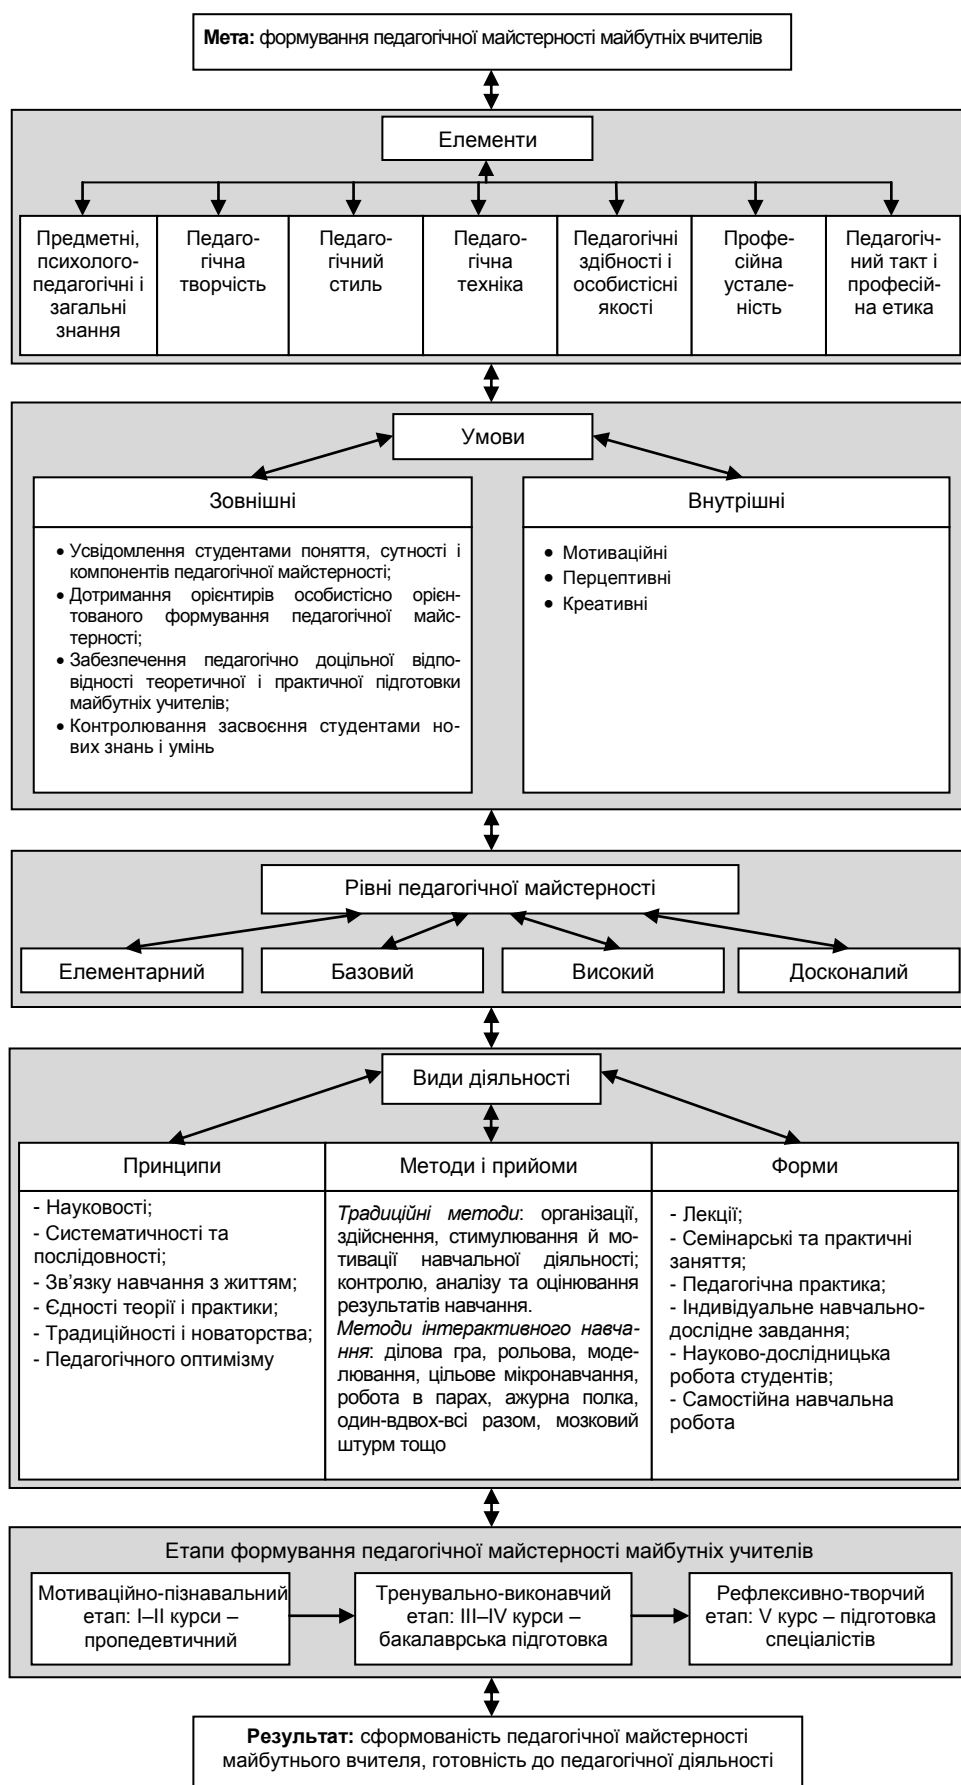 Мета: формування педагогічної майстерності майбутніх вчителів
Елементи
Предметні,
психолого-
педагогічні і
загальні
знання
Педаго-
гічна
творчість
Педаго-
гічний
стиль
Педаго-
гічна
техніка
Педагогічні
здібності і
особистісні
якості
Профе-
сійна
устале-
ність
Педагогіч-
ний такт і
професій-
на етика
Умови
Зовнішні
• Усвідомлення студентами поняття, сутності і
компонентів педагогічної майстерності;
• Дотримання орієнтирів особистісно орієн-
тованого формування педагогічної майс-
терності;
• Забезпечення педагогічно доцільної відпо-
відності теоретичної і практичної підготовки
майбутніх учителів;
• Контролювання засвоєння студентами но-
вих знань і умінь
Внутрішні
• Мотиваційні
• Перцептивні
• Креативні
Рівні педагогічної майстерності
Елементарний
Базовий
Високий
Досконалий
Види діяльності
Принципи
- Науковості;
- Систематичності та
послідовності;
- Зв’язку навчання з життям;
- Єдності теорії і практики;
- Традиційності і новаторства;
- Педагогічного оптимізму
Методи і прийоми
Традиційні методи: організації,
здійснення, стимулювання й мо-
тивації навчальної діяльності;
контролю, аналізу та оцінювання
результатів навчання.
Методи інтерактивного навча-
ння: ділова гра, рольова, моде-
лювання, цільове мікронавчання,
робота в парах, ажурна полка,
один-вдвох-всі разом, мозковий
штурм тощо
Форми
- Лекції;
- Семінарські та практичні
заняття;
- Педагогічна практика;
- Індивідуальне навчально-
дослідне завдання;
- Науково-дослідницька
робота студентів;
- Самостійна навчальна
робота
Етапи формування педагогічної майстерності майбутніх учителів
Мотиваційно-пізнавальний
етап: І–ІІ курси –
пропедевтичний
Тренувально-виконавчий
етап: ІІІ–IV курси –
бакалаврська підготовка
Рефлексивно-творчий
етап: V курс – підготовка
спеціалістів
Результат: сформованість педагогічної майстерності
майбутнього вчителя, готовність до педагогічної діяльності